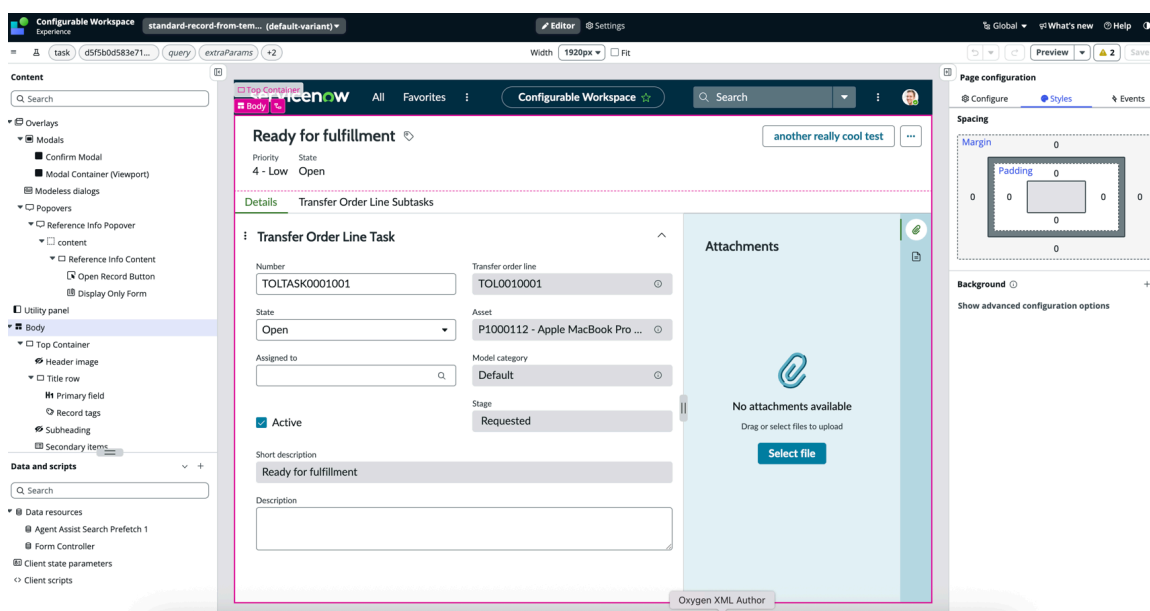 Configurable Workspace
Experience
standard-record-from-tem... (default-variant)
Editor
Settings
Global
What's new
Help
task
d5f5b0d583e71...
query
extraParams
+2
Width
1920px
Fit
Preview
2
Save
Content
Search
Overlays
Modals
Confirm Modal
Modal Container (Viewport)
Modeless dialogs
Popovers
Reference Info Popover
content
Reference Info Content
Open Record Button
Display Only Form
Utility panel
Body
Top Container
Header image
Title row
H1 Primary field
Record tags
Subheading
Secondary items
Data and scripts
Search
Data resources
Agent Assist Search Prefetch 1
Form Controller
Client state parameters
Client scripts
Top Container
Body
servicenow
All
Favorites
Configurable Workspace
Search
Ready for fulfillment
another really cool test
Priority
State
4 - Low
Open
Details
Transfer Order Line Subtasks
Transfer Order Line Task
Number
TOLTASK0001001
Transfer order line
TOL0010001
State
Open
Asset
P1000112 - Apple MacBook Pro ...
Assigned to
Model category
Default
Active
Stage
Requested
Short description
Ready for fulfillment
Description
Attachments
No attachments available
Drag or select files to upload
Select file
Oxygen XML Author
Page configuration
Configure
Styles
Events
Spacing
Margin
0
Padding
0
0
0
0
0
0
0
Background
Show advanced configuration options